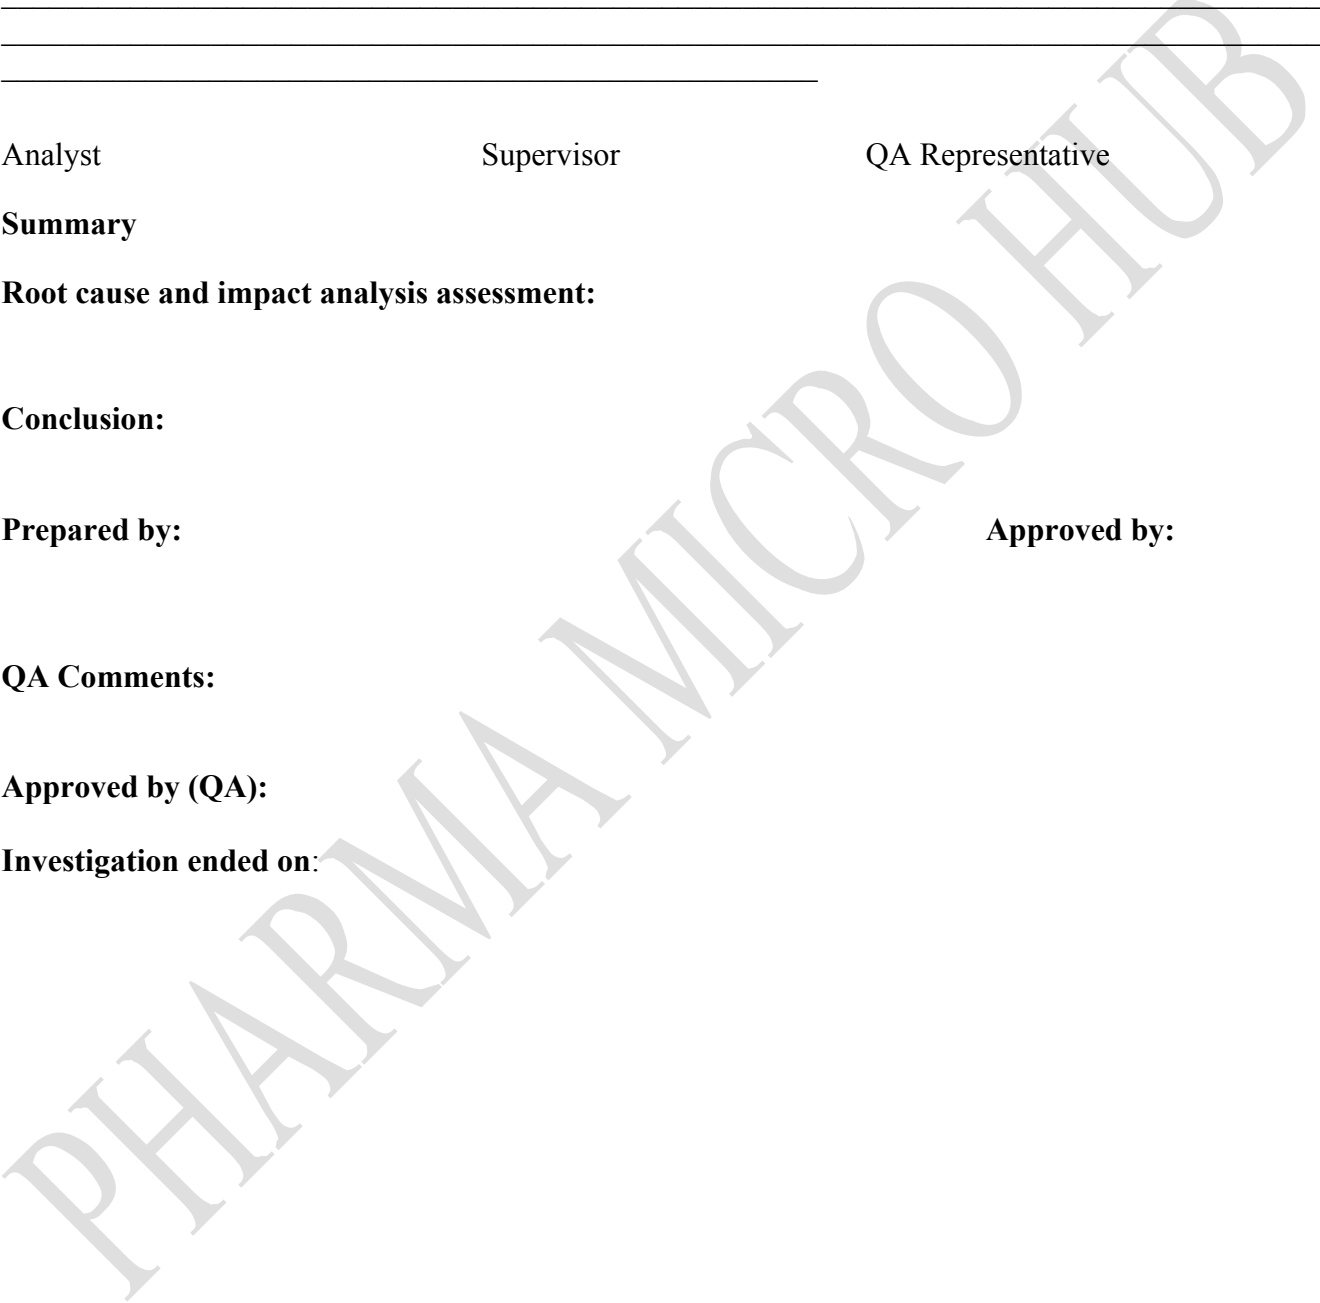 Analyst Supervisor QA Representative
Summary
Root cause and impact analysis assessment:
Conclusion:
Prepared by: Approved by:
QA Comments:
Approved by (QA):
Investigation ended on:
PHARMA MICRO HUB